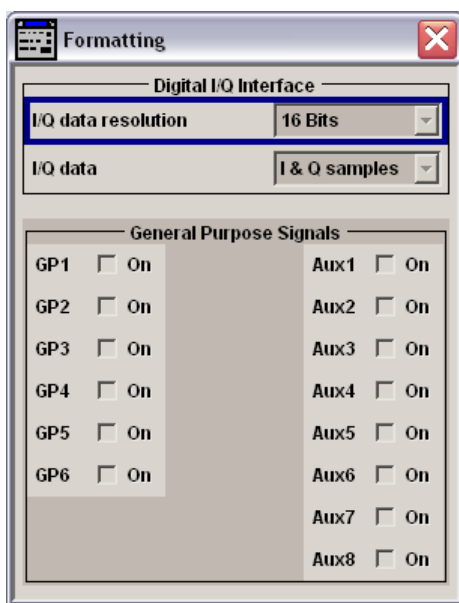 Formatting
Digital I/Q Interface
I/Q data resolution 16 Bits
I/Q data I & Q samples
General Purpose Signals
GP1 On Aux1 On
GP2 On Aux2 On
GP3 On Aux3 On
GP4 On Aux4 On
GP5 On Aux5 On
GP6 On Aux6 On
Aux7 On
Aux8 On